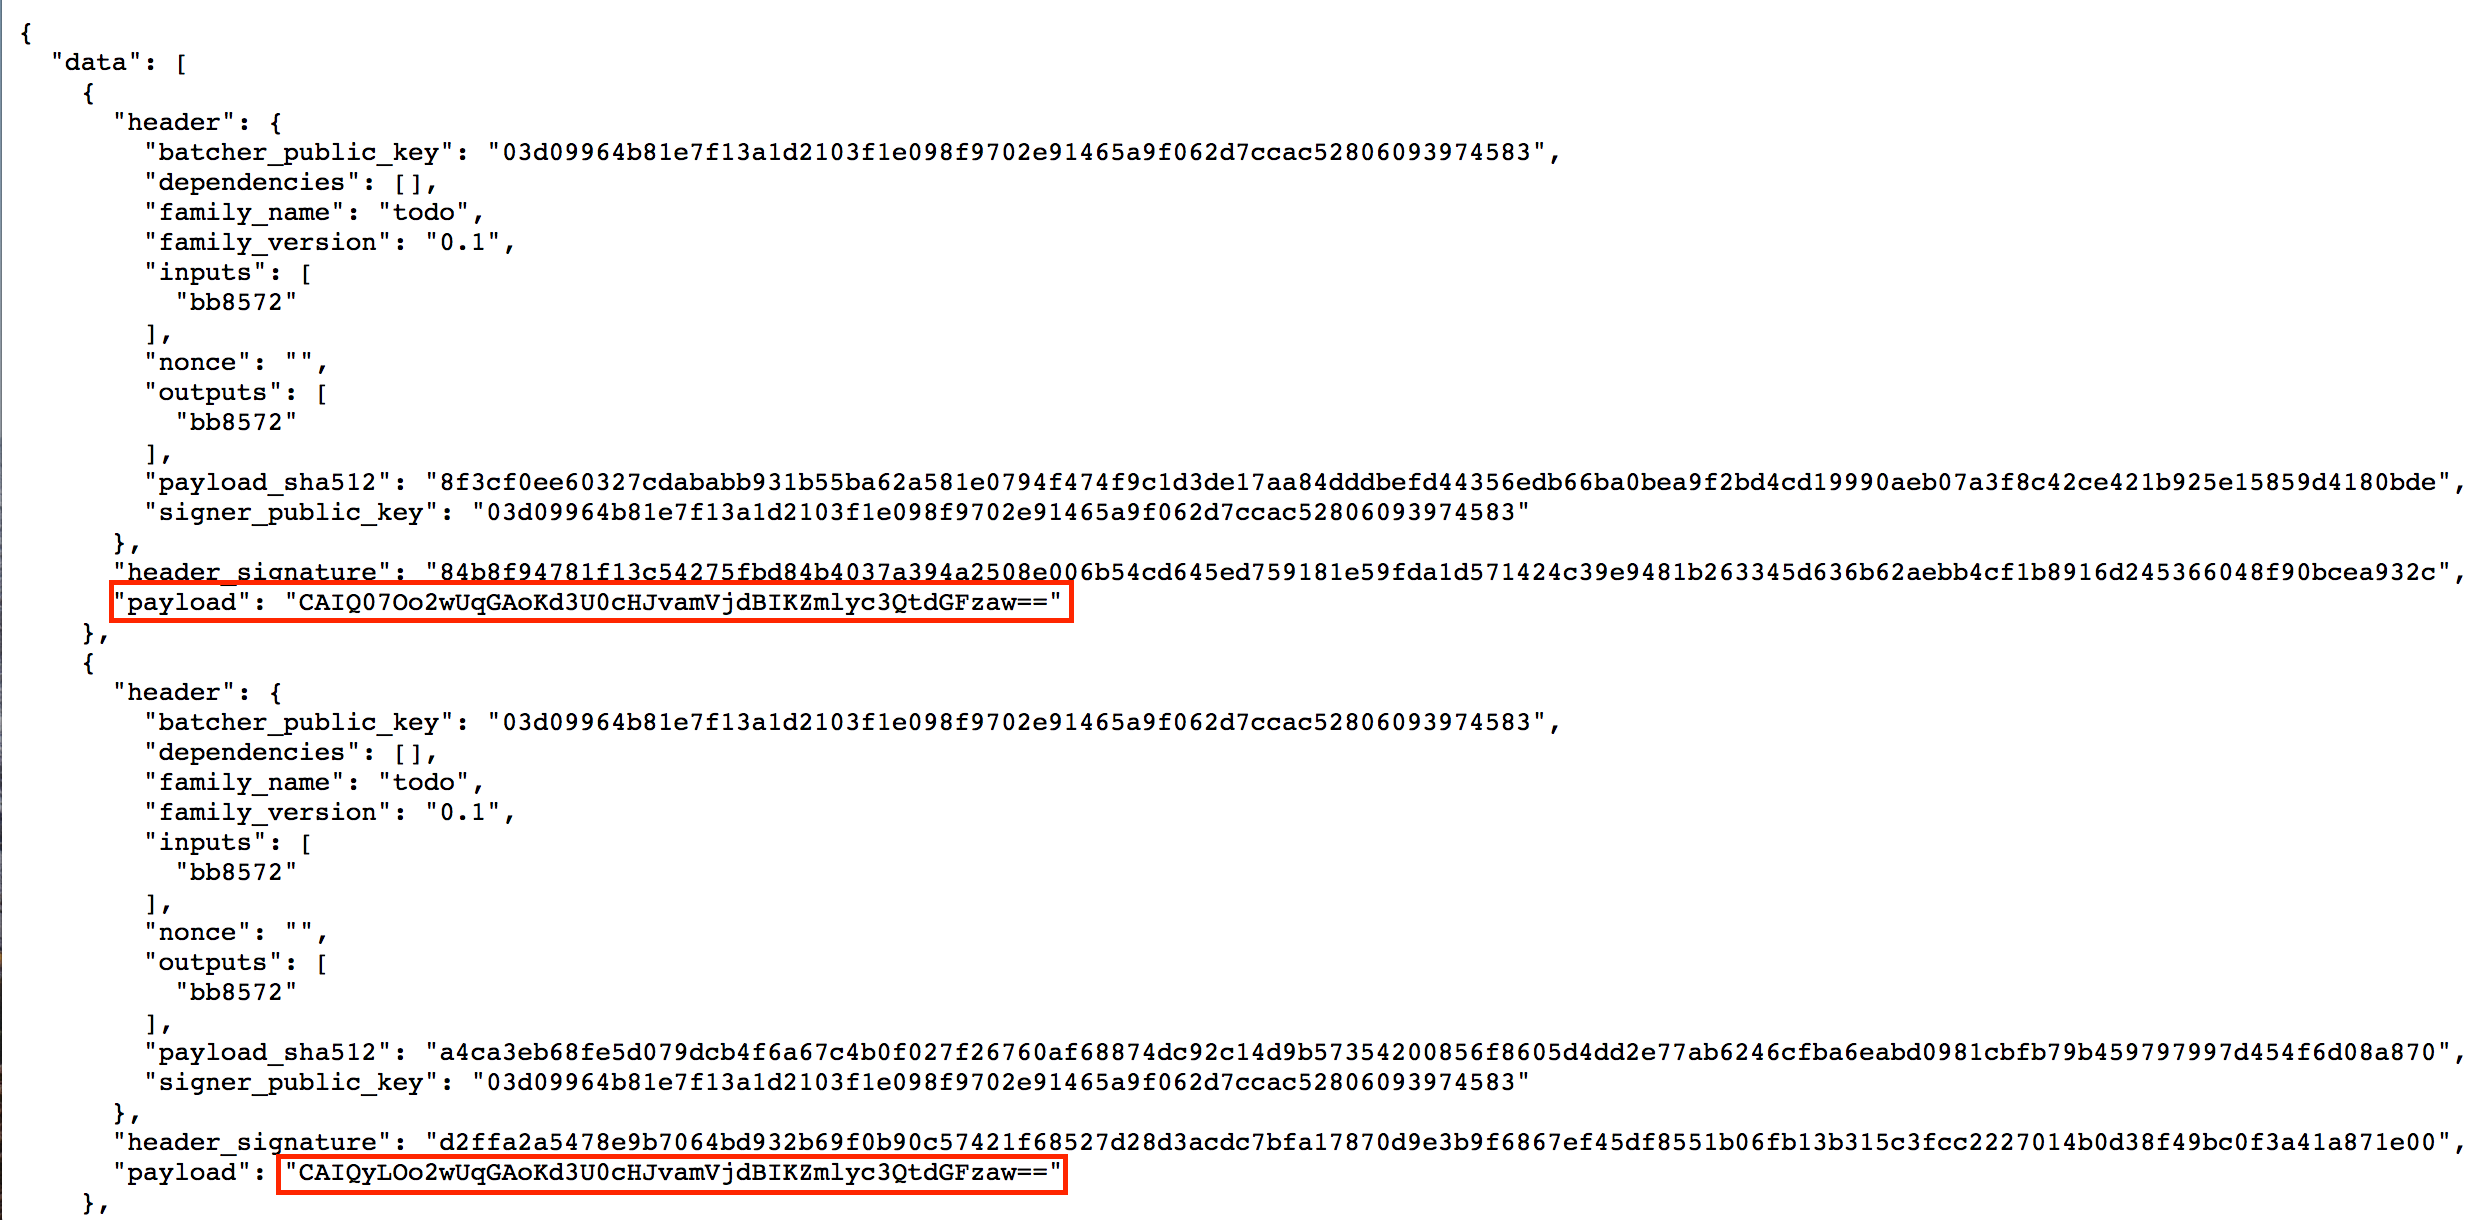 {
"data": [
{
"header": {
"batcher_public_key": "03d09964b81e7f13a1d2103f1e098f9702e91465a9f062d7ccac52806093974583",
"dependencies": [],
"family_name": "todo",
"family_version": "0.1",
"inputs": [
"bb8572"
],
"nonce": "",
"outputs": [
"bb8572"
],
"payload_sha512": "8f3cf0ee60327cdababb931b55ba62a581e0794f474f9c1d3de17aa84dddbefd44356edb66ba0bea9f2bd4cd19990aeb07a3f8c42ce421b925e15859d4180bde",
"signer_public_key": "03d09964b81e7f13a1d2103f1e098f9702e91465a9f062d7ccac52806093974583"
},
"header_signature": "84b8f94781f13c54275fbd84b4037a394a2508e006b54cd645ed759181e59fda1d571424c39e9481b263345d636b62aebb4cf1b8916d245366048f90bcea932c",
"payload": "CAIQ07Oo2wUqGAoKd3U0cHJvamVjdBIKZmlyc3QtdGFzaw=="
},
{
"header": {
"batcher_public_key": "03d09964b81e7f13a1d2103f1e098f9702e91465a9f062d7ccac52806093974583",
"dependencies": [],
"family_name": "todo",
"family_version": "0.1",
"inputs": [
"bb8572"
],
"nonce": "",
"outputs": [
"bb8572"
],
"payload_sha512": "a4ca3eb68fe5d079dcb4f6a67c4b0f027f26760af68874dc92c14d9b57354200856f8605d4dd2e77ab6246cfba6eabd0981cbfb79b459797997d454f6d08a870",
"signer_public_key": "03d09964b81e7f13a1d2103f1e098f9702e91465a9f062d7ccac52806093974583"
},
"header_signature": "d2ffa2a5478e9b7064bd932b69f0b90c57421f68527d28d3acdc7bfa17870d9e3b9f6867ef45df8551b06fb13b315c3fcc2227014b0d38f49bc0f3a41a871e00",
"payload": "CAIQyLOo2wUqGAoKd3U0cHJvamVjdBIKZmlyc3QtdGFzaw=="
},